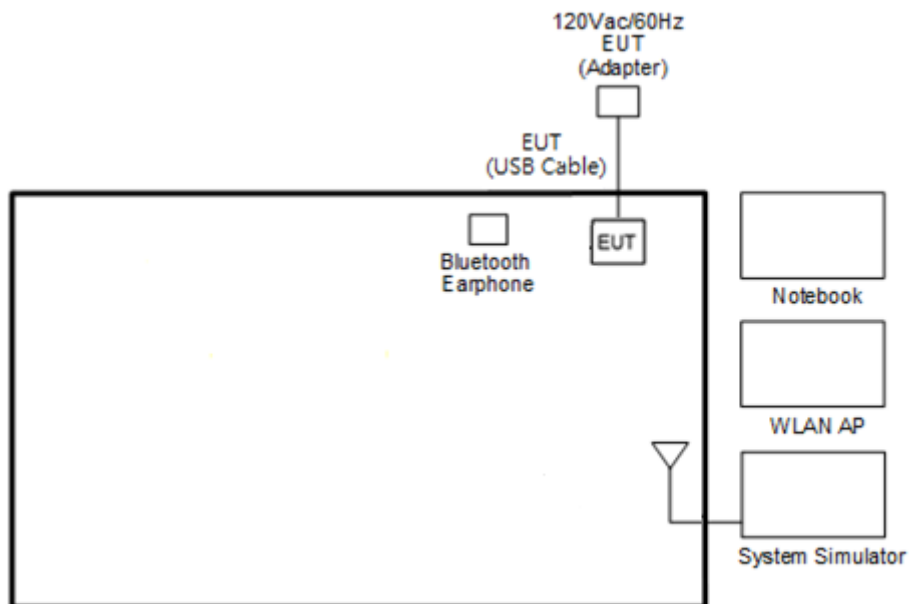 120Vac/60Hz
EUT
(Adapter)
EUT
(USB Cable)
EUT
Bluetooth
Earphone
Notebook
WLAN AP
System Simulator